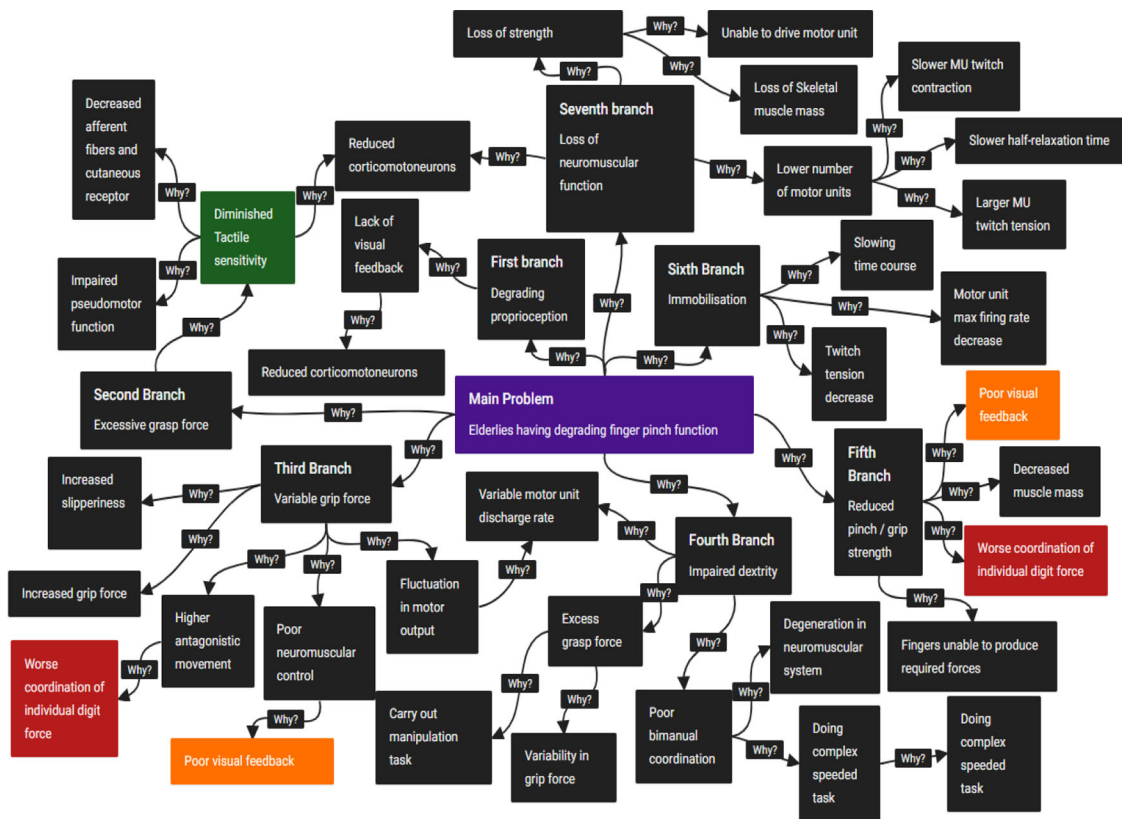 Loss of strength
Why?
Unable to drive motor unit
Why?
Why?
Loss of Skeletal
muscle mass
Slower MU twitch
contraction
Decreased
afferent
fibers and
cutaneous
receptor
Seventh branch
Loss of
neuromuscular
function
Why?
Reduced
corticomotoneurons
Why?
Why?
Lower number
of motor units
Why?
Slower half-relaxation time
Why?
Larger MU
twitch tension
Why?
Why?
Diminished
Tactile
sensitivity
Why?
Impaired
pseudomotor
function
Lack of
visual
feedback
Why?
First branch
Degrading
proprioception
Sixth Branch
Immobilisation
Why?
Slowing
time course
Why?
Motor unit
max firing rate
decrease
Why?
Twitch
tension
decrease
Why?
Why?
Reduced corticomotoneurons
Why?
Why?
Why?
Second Branch
Excessive grasp force
Why?
Main Problem
Elderlies having degrading finger pinch function
Why?
Poor visual
feedback
Why?
Fifth
Branch
Reduced
pinch / grip
strength
Why?
Decreased
muscle mass
Why?
Worse coordination of
individual digit force
Why?
Fingers unable to produce
required forces
Why?
Third Branch
Variable grip force
Increased
slipperiness
Why?
Why?
Increased grip force
Why?
Higher
antagonistic
movement
Why?
Worse
coordination of
individual digit
force
Why?
Poor
neuromuscular
control
Why?
Poor visual feedback
Why?
Fluctuation
in motor
output
Why?
Variable motor unit
discharge rate
Why?
Why?
Fourth Branch
Impaired dextrity
Why?
Excess
grasp force
Why?
Carry out
manipulation
task
Why?
Variability in
grip force
Why?
Poor
bimanual
coordination
Why?
Degeneration in
neuromuscular
system
Why?
Doing
complex
speeded
task
Why?
Doing
complex
speeded
task